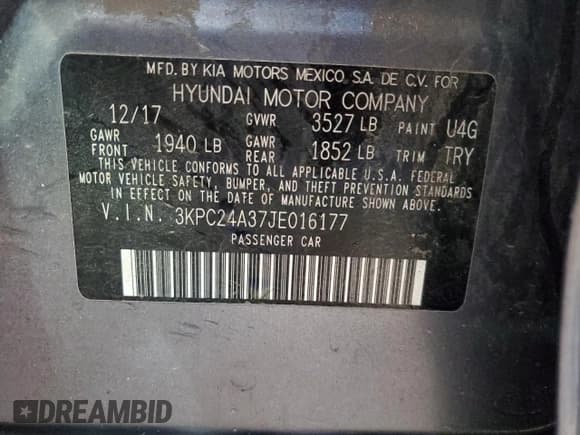 MFD. BY KIA MOTORS MEXICO, S.A. DE C.V. FOR
HYUNDAI MOTOR COMPANY
12/17 GVWR 3527 LB PAINT U4G
GAWR FRONT 1940 LB GAWR REAR 1852 LB TRIM TRY
THIS VEHICLE CONFORMS TO ALL APPLICABLE U.S.A. FEDERAL
MOTOR VEHICLE SAFETY, BUMPER, AND THEFT PREVENTION STANDARDS
IN EFFECT ON THE DATE OF MANUFACTURE SHOWN ABOVE.
V.I.N. 3KPC24A37JE016177
PASSENGER CAR
DREAMBID